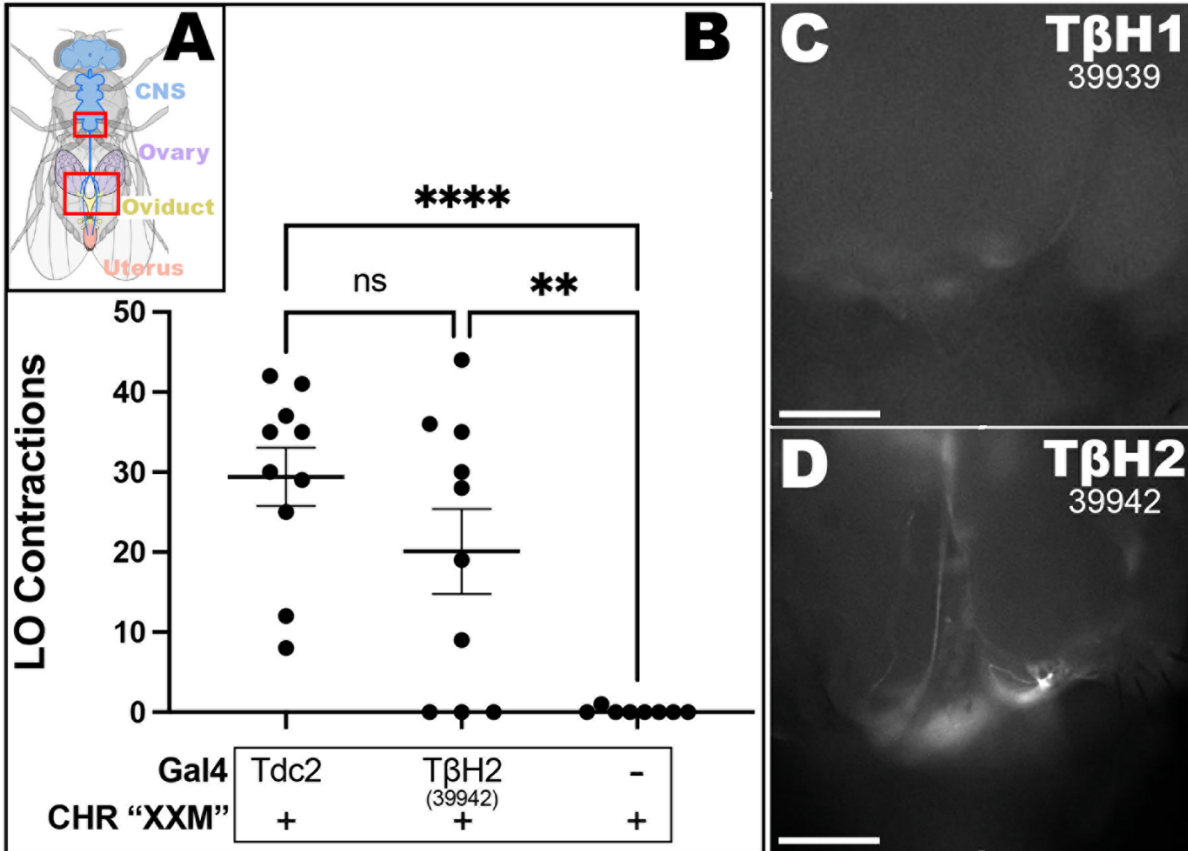 A
CNS
Ovary
Oviduct
Uterus
B
****
ns
**
LO Contractions
50
40
30
20
10
0
Gal4 Tdc2 TβH2 -
(39942)
CHR “XXM” + + +
C
TβH1
39939
D
TβH2
39942